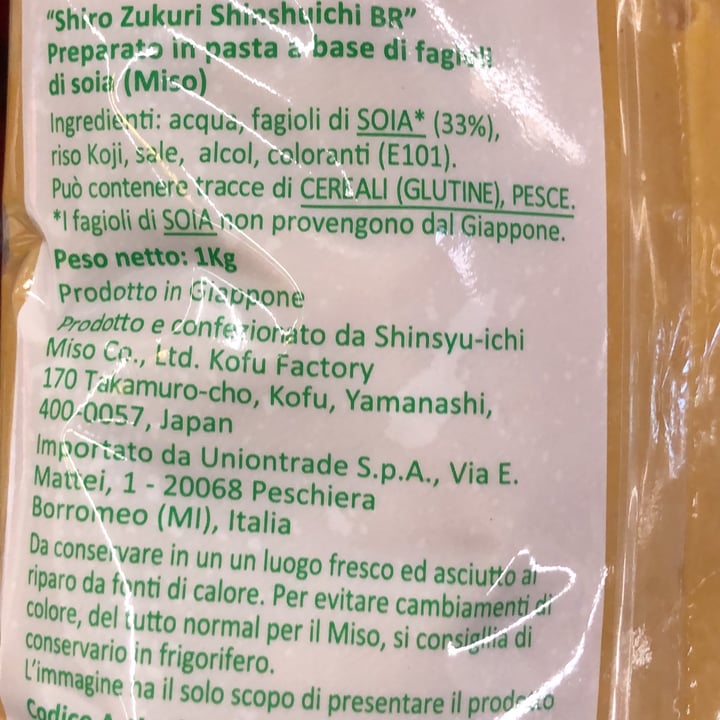 “Shiro Zukuri Shinshuichi BR”
Preparato in pasta a base di fagioli
di soia (Miso)
Ingredienti: acqua, fagioli di SOIA* (33%),
riso Koji, sale, alcol, coloranti (E101).
Può contenere tracce di CEREALI (GLUTINE), PESCE.
*I fagioli di SOIA non provengono dal Giappone.
Peso netto: 1Kg
Prodotto in Giappone
Prodotto e confezionato da Shinsyu-ichi
Miso Co., Ltd. Kofu Factory
170 Takamuro-cho, Kofu, Yamanashi,
400-0057, Japan
Importato da Uniontrade S.p.A., Via E.
Mattei, 1 - 20068 Peschiera
Borromeo (MI), Italia
Da conservare in un un luogo fresco ed asciutto al
riparo da fonti di calore. Per evitare cambiamenti di
colore, del tutto normal per il Miso, si consiglia di
conservario in frigorifero.
L’immagine ha il solo scopo di presentare il prodotto
Codice